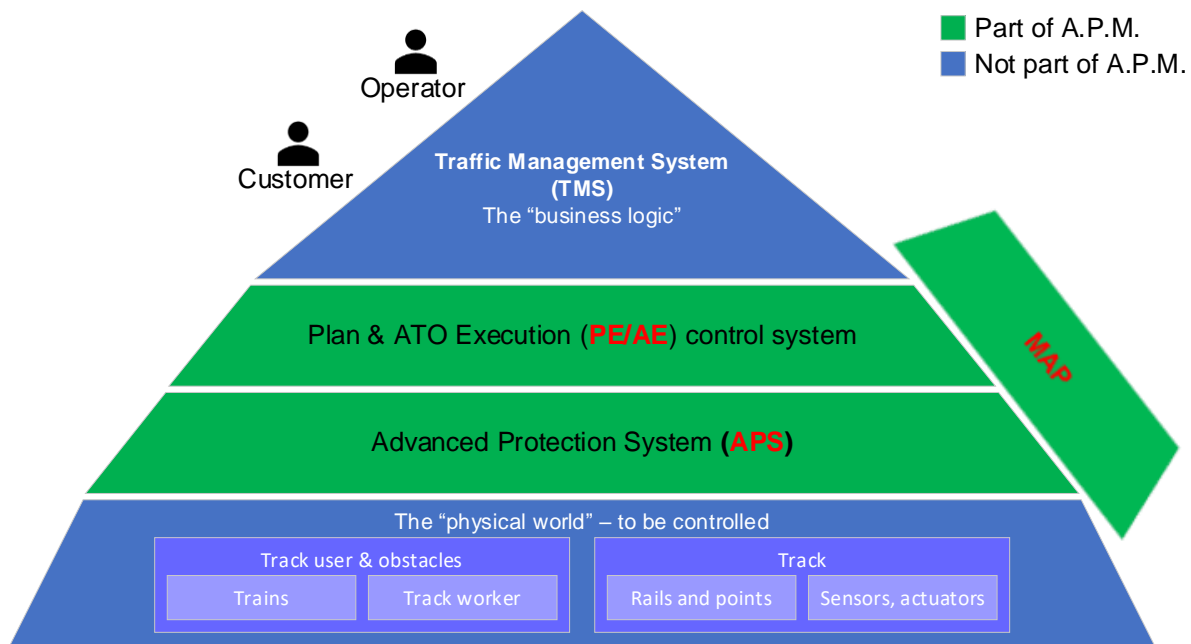 Part of A.P.M.
Not part of A.P.M.
Operator
Customer
Traffic Management System
(TMS)
The “business logic”
Plan & ATO Execution (PE/AE) control system
MAP
Advanced Protection System (APS)
The “physical world” – to be controlled
Track user & obstacles
Track
Trains
Track worker
Rails and points
Sensors, actuators